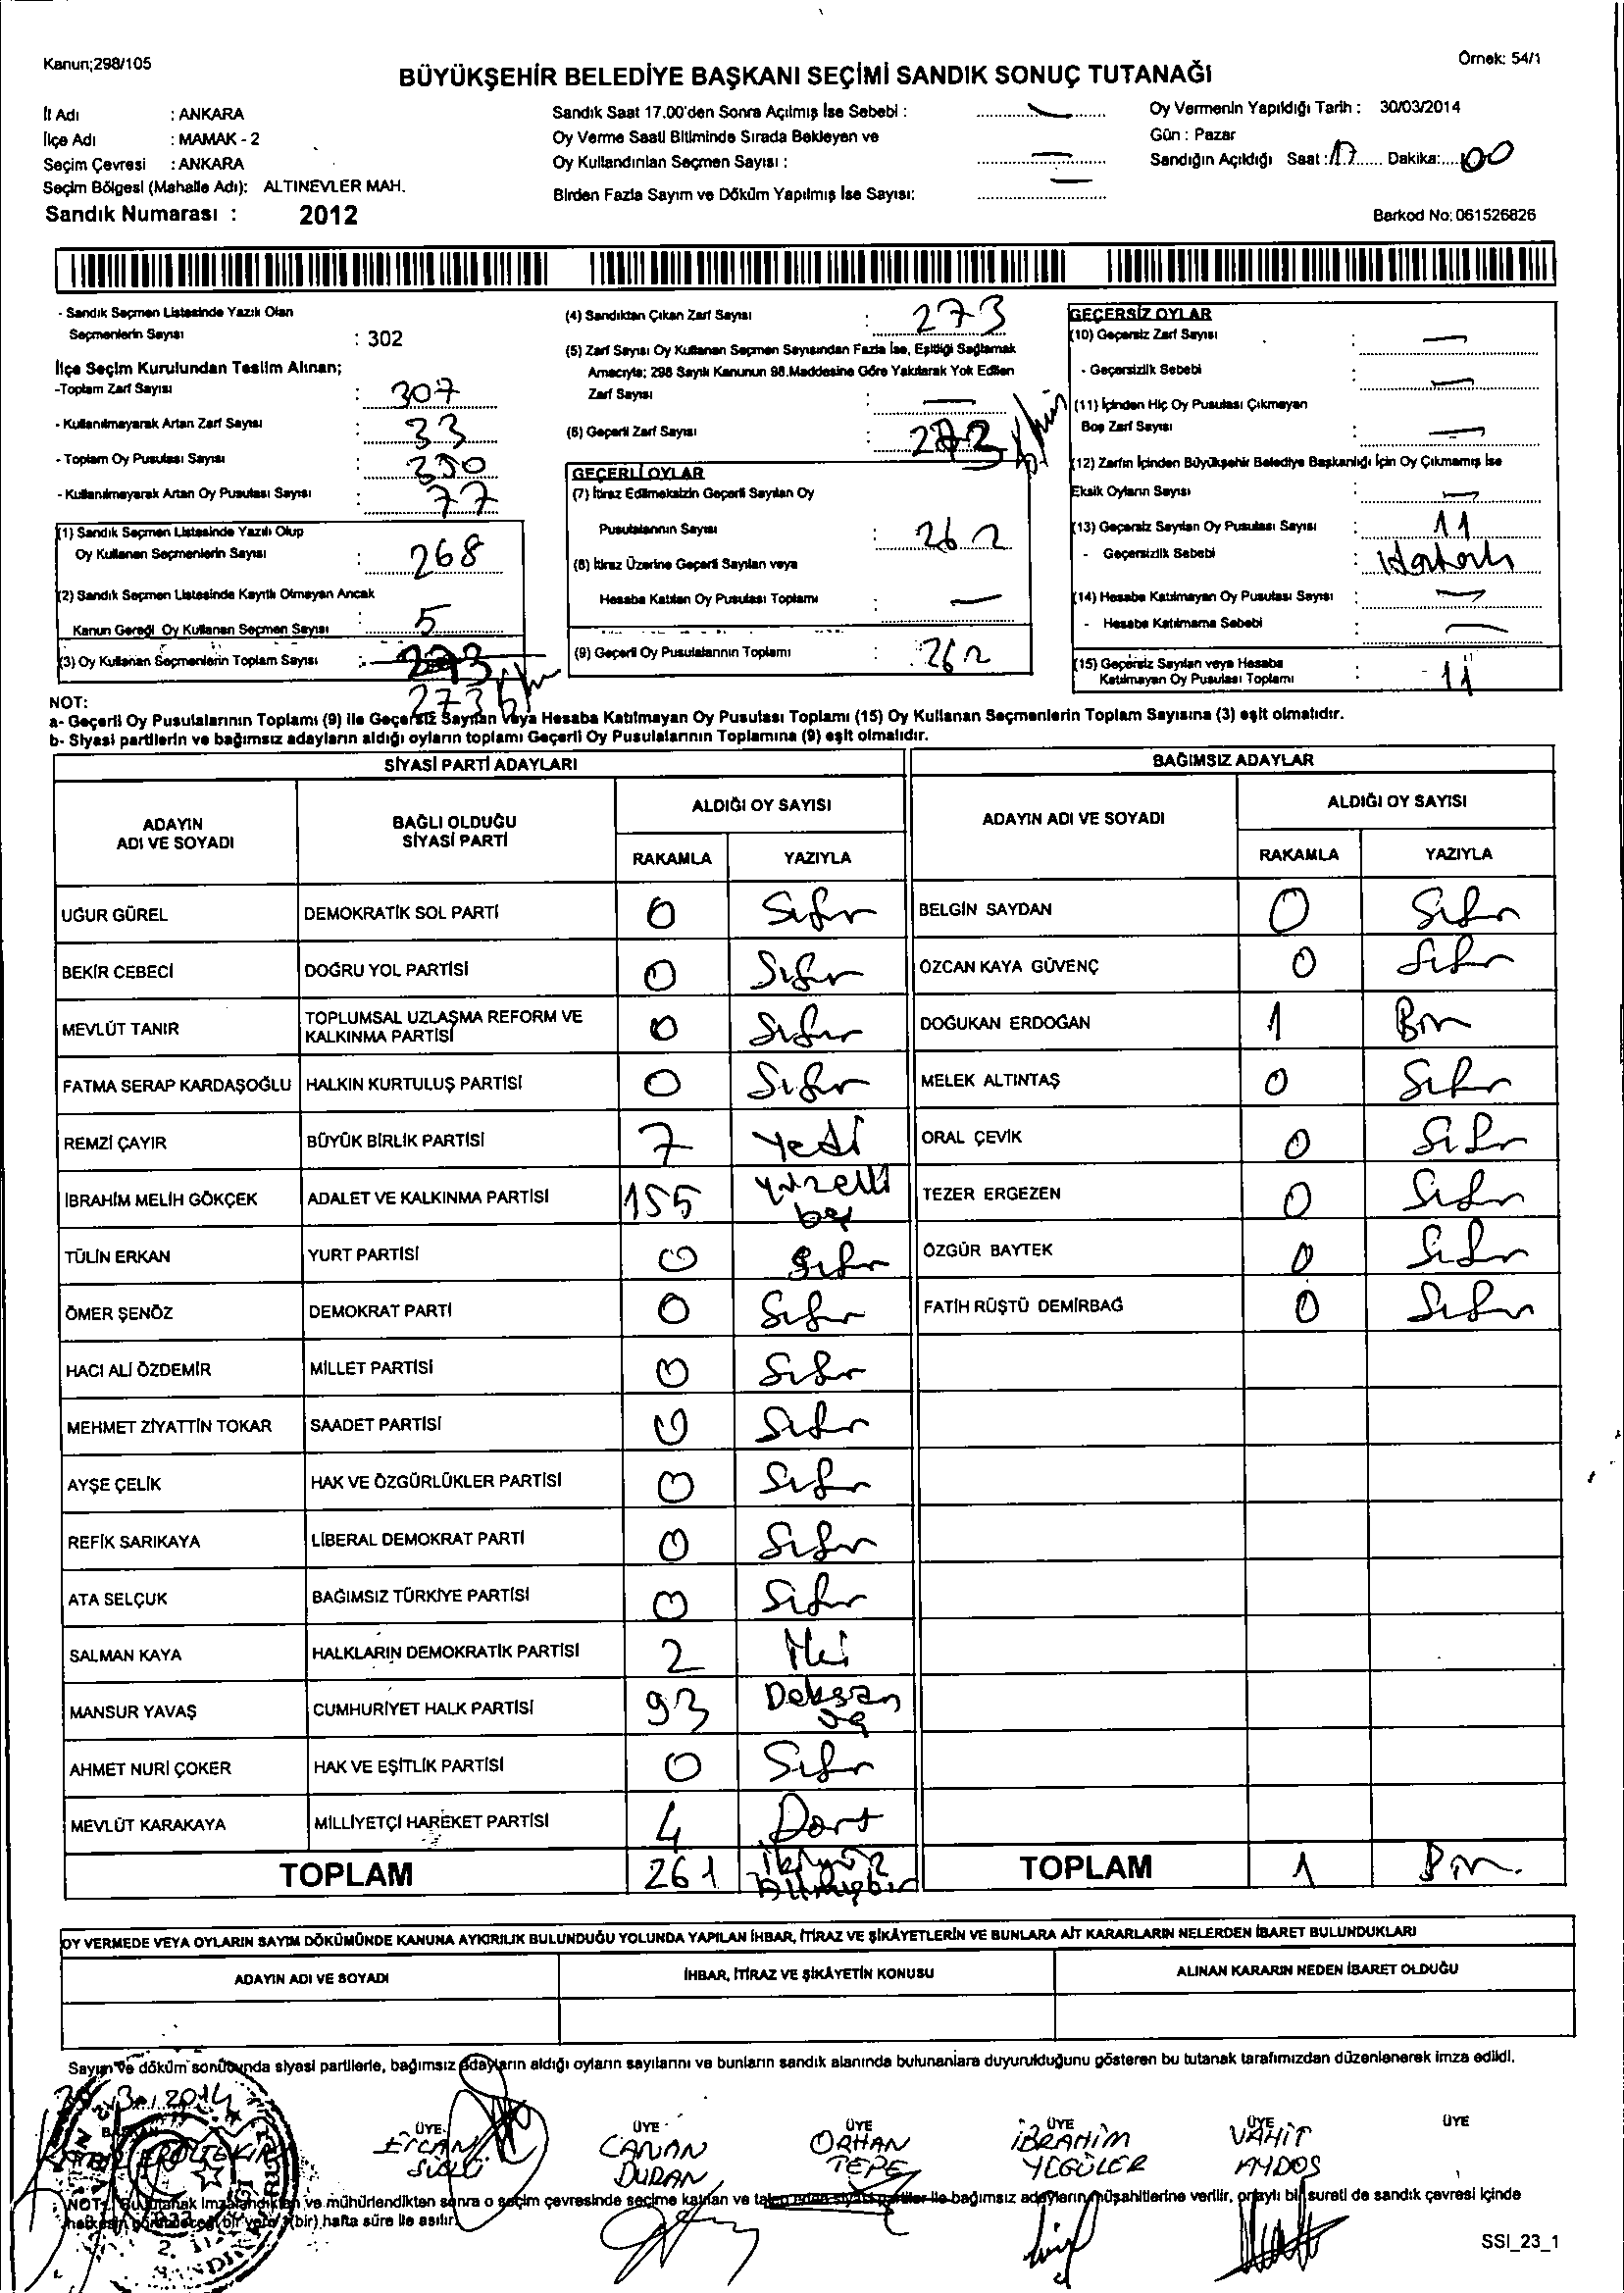 Kanun;298/105
Örnek: 54/1
BÜYÜKŞEHİR BELEDİYE BAŞKANI SEÇİMİ SANDIK SONUÇ TUTANAĞI
İl Adı : ANKARA
İlçe Adı : MAMAK - 2
Seçim Çevresi : ANKARA
Seçim Bölgesi (Mahalle Adı): ALTINEVLER MAH.
Sandık Numarası : 2012
Sandık Saat 17.00'den Sonra Açılmış İse Sebebi :
Oy Verme Saati Bitiminde Sırada Bekleyen ve
Oy Kullandırılan Seçmen Sayısı :
Birden Fazla Sayım ve Döküm Yapılmış İse Sayısı:
Oy Vermenin Yapıldığı Tarih : 30/03/2014
Gün : Pazar
Sandığın Açıldığı Saat : 17 Dakika: 00
Barkod No: 061526826
- Sandık Seçmen Listesinde Yazılı Olan
Seçmenlerin Sayısı : 302
İlçe Seçim Kurulundan Teslim Alınan;
-Toplam Zarf Sayısı : 307
- Kullanılmayarak Artan Zarf Sayısı : 33
- Toplam Oy Pusulası Sayısı : 350
- Kullanılmayarak Artan Oy Pusulası Sayısı : 77
(1) Sandık Seçmen Listesinde Yazılı Olup
Oy Kullanan Seçmenlerin Sayısı : 268
(2) Sandık Seçmen Listesinde Kayıtlı Olmayan Ancak
Kanun Gereği Oy Kullanan Seçmen Sayısı : 5
(3) Oy Kullanan Seçmenlerin Toplam Sayısı : 273
273
(4) Sandıktan Çıkan Zarf Sayısı : 273
(5) Zarf Sayısı Oy Kullanan Seçmen Sayısından Fazla İse, Eşitliği Sağlamak
Amacıyla; 298 Sayılı Kanunun 98.Maddesine Göre Yakılarak Yok Edilen
Zarf Sayısı :
(6) Geçerli Zarf Sayısı : 273
GEÇERLİ OYLAR
(7) İtiraz Edilmeksizin Geçerli Sayılan Oy
Pusulalarının Sayısı : 262
(8) İtiraz Üzerine Geçerli Sayılan veya
Hesaba Katılan Oy Pusulası Toplamı :
(9) Geçerli Oy Pusulalarının Toplamı : 262
GEÇERSİZ OYLAR
(10) Geçersiz Zarf Sayısı :
- Geçersizlik Sebebi :
(11) İçinden Hiç Oy Pusulası Çıkmayan
Boş Zarf Sayısı :
(12) Zarfın İçinden Büyükşehir Belediye Başkanlığı İçin Oy Çıkmamış İse
Eksik Oyların Sayısı :
(13) Geçersiz Sayılan Oy Pusulası Sayısı : 11
- Geçersizlik Sebebi : Hatalı
(14) Hesaba Katılmayan Oy Pusulası Sayısı :
- Hesaba Katılmama Sebebi :
(15) Geçersiz Sayılan veya Hesaba
Katılmayan Oy Pusulası Toplamı : 11
NOT:
a- Geçerli Oy Pusulalarının Toplamı (9) ile Geçersiz Sayılan veya Hesaba Katılmayan Oy Pusulası Toplamı (15) Oy Kullanan Seçmenlerin Toplam Sayısına (3) eşit olmalıdır.
b- Siyasi partilerin ve bağımsız adayların aldığı oyların toplamı Geçerli Oy Pusulalarının Toplamına (9) eşit olmalıdır.
SİYASİ PARTİ ADAYLARI
ADAYIN ADI VE SOYADI
BAĞLI OLDUĞU SİYASİ PARTİ
ALDIĞI OY SAYISI
RAKAMLA YAZIYLA
UĞUR GÜREL DEMOKRATİK SOL PARTİ 0 Sıfır
BEKİR CEBECİ DOĞRU YOL PARTİSİ 0 Sıfır
MEVLÜT TANIR TOPLUMSAL UZLAŞMA REFORM VE KALKINMA PARTİSİ 0 Sıfır
FATMA SERAP KARDAŞOĞLU HALKIN KURTULUŞ PARTİSİ 0 Sıfır
REMZİ ÇAYIR BÜYÜK BİRLİK PARTİSİ 7 Yedi
İBRAHİM MELİH GÖKÇEK ADALET VE KALKINMA PARTİSİ 155 Yüzelli beş
TÜLİN ERKAN YURT PARTİSİ 0 Sıfır
ÖMER ŞENÖZ DEMOKRAT PARTİ 0 Sıfır
HACI ALİ ÖZDEMİR MİLLET PARTİSİ 0 Sıfır
MEHMET ZİYATTİN TOKAR SAADET PARTİSİ 0 Sıfır
AYŞE ÇELİK HAK VE ÖZGÜRLÜKLER PARTİSİ 0 Sıfır
REFİK SARIKAYA LİBERAL DEMOKRAT PARTİ 0 Sıfır
ATA SELÇUK BAĞIMSIZ TÜRKİYE PARTİSİ 0 Sıfır
SALMAN KAYA HALKLARIN DEMOKRATİK PARTİSİ 2 İki
MANSUR YAVAŞ CUMHURİYET HALK PARTİSİ 93 Doksan üç
AHMET NURİ ÇOKER HAK VE EŞİTLİK PARTİSİ 0 Sıfır
MEVLÜT KARAKAYA MİLLİYETÇİ HAREKET PARTİSİ 4 Dört
TOPLAM 261 İkiyüz altmışbir
BAĞIMSIZ ADAYLAR
ADAYIN ADI VE SOYADI
ALDIĞI OY SAYISI
RAKAMLA YAZIYLA
BELGİN SAYDAN 0 Sıfır
ÖZCAN KAYA GÜVENÇ 0 Sıfır
DOĞUKAN ERDOĞAN 1 Bir
MELEK ALTINTAŞ 0 Sıfır
ORAL ÇEVİK 0 Sıfır
TEZER ERGEZEN 0 Sıfır
ÖZGÜR BAYTEK 0 Sıfır
FATİH RÜŞTÜ DEMİRBAĞ 0 Sıfır
TOPLAM 1 Bir.
OY VERMEDE VEYA OYLARIN SAYIM DÖKÜMÜNDE KANUNA AYKIRILIK BULUNDUĞU YOLUNDA YAPILAN İHBAR, İTİRAZ VE ŞİKÂYETLERİN VE BUNLARA AİT KARARLARIN NELERDEN İBARET BULUNDUKLARI
ADAYIN ADI VE SOYADI
İHBAR, İTİRAZ VE ŞİKÂYETİN KONUSU
ALINAN KARARIN NEDEN İBARET OLDUĞU
Sayım ve döküm sonucunda siyasi partilerle, bağımsız adayların aldığı oyların sayılarını ve bunların sandık alanında bulunanlara duyurulduğunu gösteren bu tutanak tarafımızdan düzenlenerek imza edildi.
2014
BAŞKAN
ÜYE ERCAN
ÜYE CANAN DURAN
ÜYE ORHAN TEPE
ÜYE İBRAHİM YEGÜLER
ÜYE VAHİT AYDOS
ÜYE
NOT: Bu tutanak imzalandıktan ve mühürlendikten sonra o seçim çevresinde seçime katılan ve talep eden siyasi partiler ile bağımsız adayların müşahitlerine verilir, onaylı bir sureti de sandık çevresi içinde
(bir) hafta süre ile asılır.
SSI_23_1